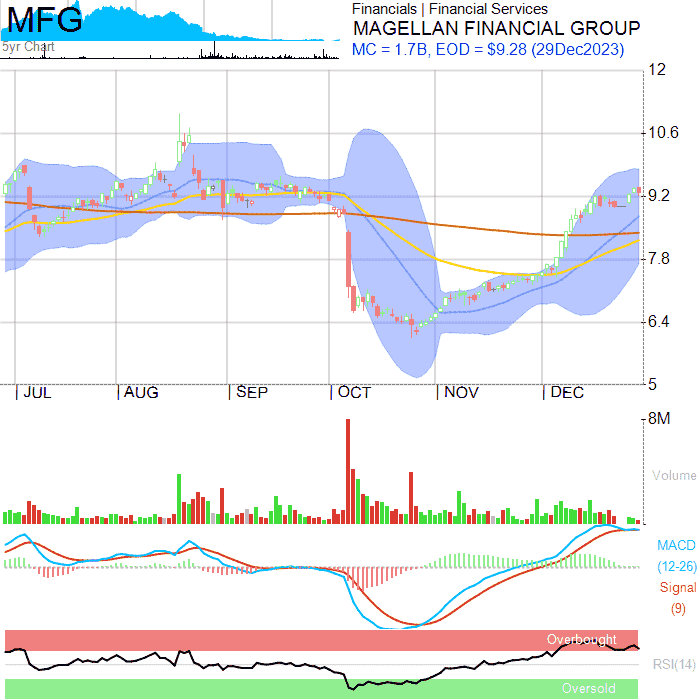 MFG
5yr Chart
Financials | Financial Services
MAGELLAN FINANCIAL GROUP
MC = 1.7B, EOD = $9.28 (29Dec2023)
12
10.6
9.2
7.8
6.4
5
| JUL | AUG | SEP | OCT | NOV | DEC
8M
Volume
MACD
(12-26)
Signal
(9)
Overbought
RSI(14)
Oversold